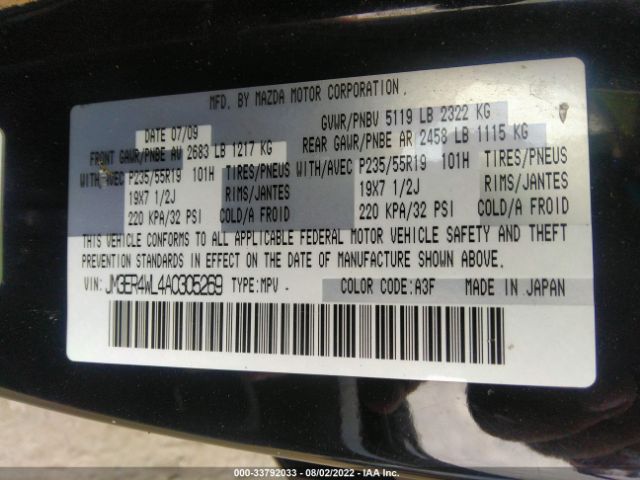 MFD. BY MAZDA MOTOR CORPORATION.
DATE 07/09 GVWR/PNBV 5119 LB 2322 KG
FRONT GAWR/PNBE AV 2683 LB 1217 KG REAR GAWR/PNBE AR 2458 LB 1115 KG
WITH/AVEC P235/55R19 101H TIRES/PNEUS WITH/AVEC P235/55R19 101H TIRES/PNEUS
19X7 1/2J RIMS/JANTES 19X7 1/2J RIMS/JANTES
220 KPA/32 PSI COLD/A FROID 220 KPA/32 PSI COLD/A FROID
THIS VEHICLE CONFORMS TO ALL APPLICABLE FEDERAL MOTOR VEHICLE SAFETY AND THEFT
PREVENTION STANDARDS IN EFFECT ON THE DATE OF MANUFACTURE SHOWN ABOVE.
VIN: JM3ER4WL4A0305269 TYPE:MPV . COLOR CODE:A3F MADE IN JAPAN
000-33792033 - 08/02/2022 - IAA Inc.